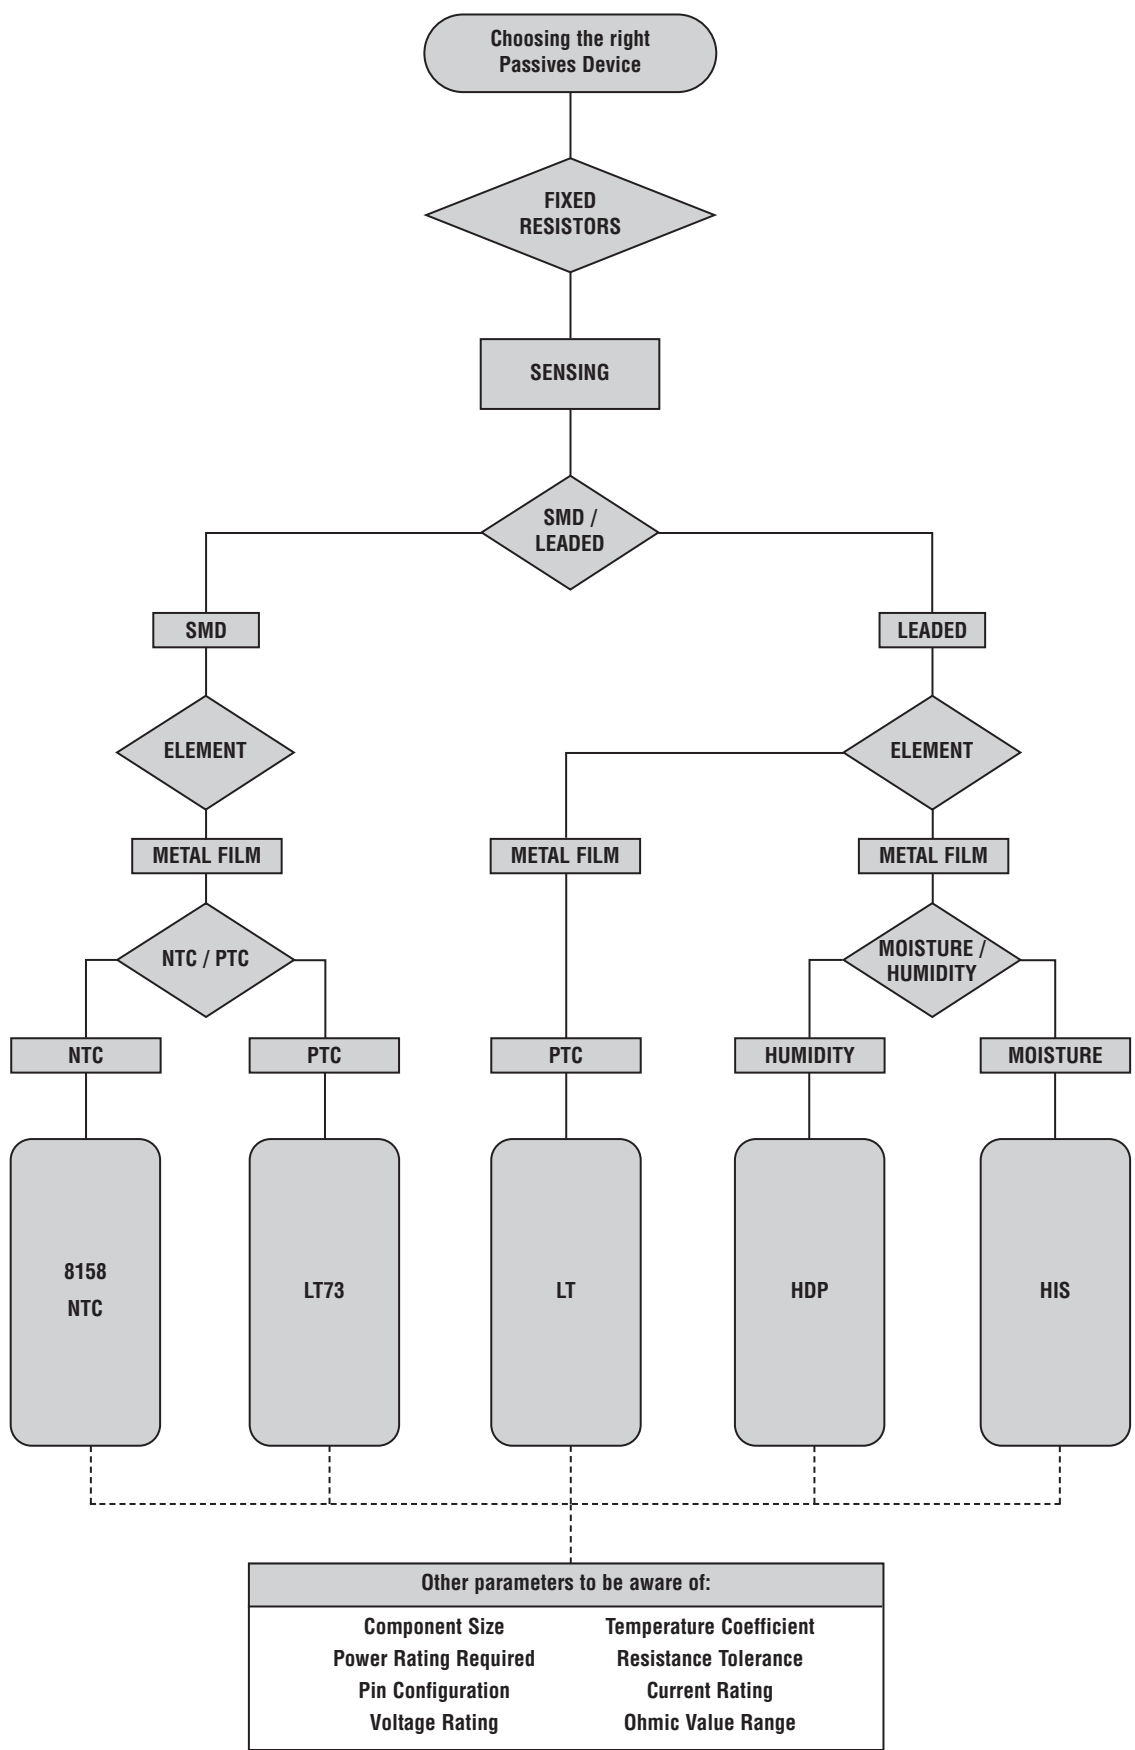 Choosing the right
Passives Device
FIXED
RESISTORS
SENSING
SMD /
LEADED
SMD
LEADED
ELEMENT
ELEMENT
METAL FILM
METAL FILM
METAL FILM
NTC / PTC
MOISTURE /
HUMIDITY
NTC
PTC
PTC
HUMIDITY
MOISTURE
8158
NTC
LT73
LT
HDP
HIS
Other parameters to be aware of:
Component Size
Temperature Coefficient
Power Rating Required
Resistance Tolerance
Pin Configuration
Current Rating
Voltage Rating
Ohmic Value Range